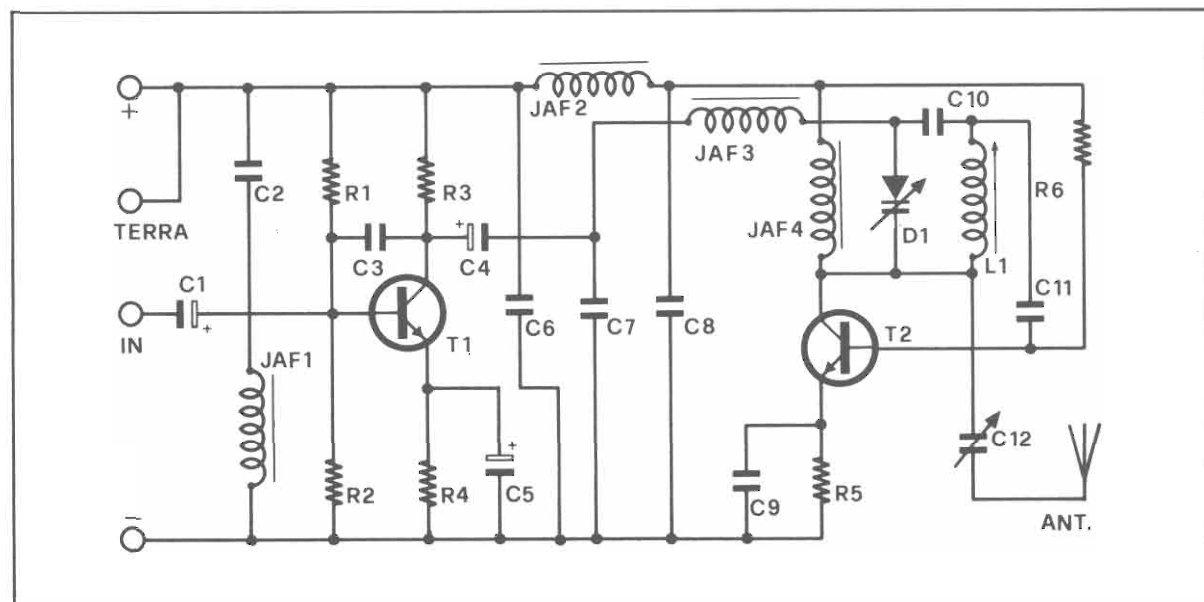 +
TERRA
IN
−
C1
+
C2
JAF1
R1
R2
C3
R3
+
C4
T1
R4
+
C5
JAF2
C6
C7
C8
JAF3
JAF4
D1
C10
L1
R6
C11
T2
C9
R5
C12
ANT.